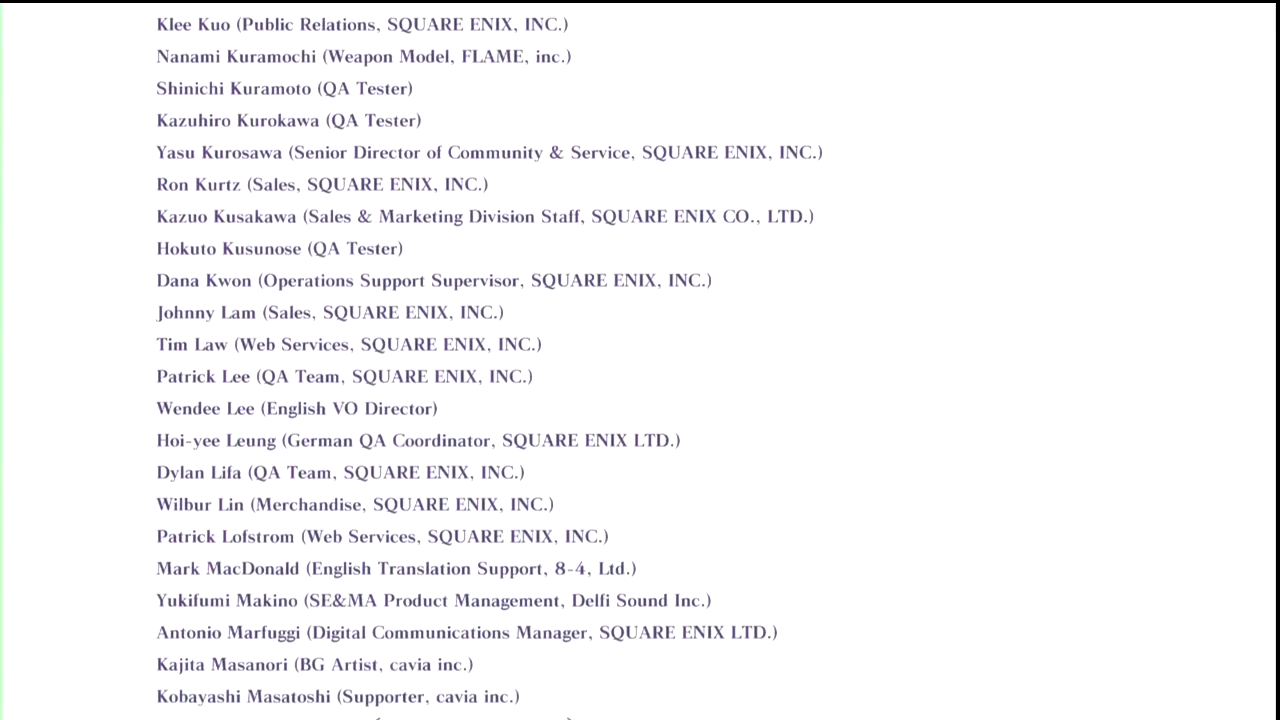 Klee Kuo (Public Relations, SQUARE ENIX, INC.)
Nanami Kuramochi (Weapon Model, FLAME, inc.)
Shinichi Kuramoto (QA Tester)
Kazuhiro Kurokawa (QA Tester)
Yasu Kurosawa (Senior Director of Community & Service, SQUARE ENIX, INC.)
Ron Kurtz (Sales, SQUARE ENIX, INC.)
Kazuo Kusakawa (Sales & Marketing Division Staff, SQUARE ENIX CO., LTD.)
Hokuto Kusunose (QA Tester)
Dana Kwon (Operations Support Supervisor, SQUARE ENIX, INC.)
Johnny Lam (Sales, SQUARE ENIX, INC.)
Tim Law (Web Services, SQUARE ENIX, INC.)
Patrick Lee (QA Team, SQUARE ENIX, INC.)
Wendee Lee (English VO Director)
Hoi-yee Leung (German QA Coordinator, SQUARE ENIX LTD.)
Dylan Lifa (QA Team, SQUARE ENIX, INC.)
Wilbur Lin (Merchandise, SQUARE ENIX, INC.)
Patrick Lofstrom (Web Services, SQUARE ENIX, INC.)
Mark MacDonald (English Translation Support, 8-4, Ltd.)
Yukifumi Makino (SE&MA Product Management, Delfi Sound Inc.)
Antonio Marfuggi (Digital Communications Manager, SQUARE ENIX LTD.)
Kajita Masanori (BG Artist, cavia inc.)
Kobayashi Masatoshi (Supporter, cavia inc.)